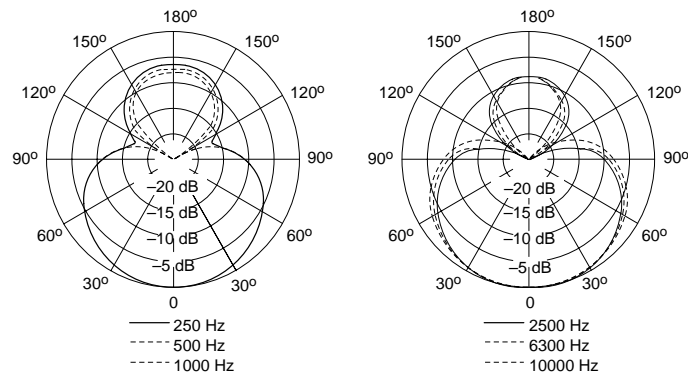 180º
150º 150º
120º 120º
90º 90º
60º 60º
30º 30º
0
–20 dB
–15 dB
–10 dB
–5 dB
250 Hz
500 Hz
1000 Hz
180º
150º 150º
120º 120º
90º 90º
60º 60º
30º 30º
0
–20 dB
–15 dB
–10 dB
–5 dB
2500 Hz
6300 Hz
10000 Hz